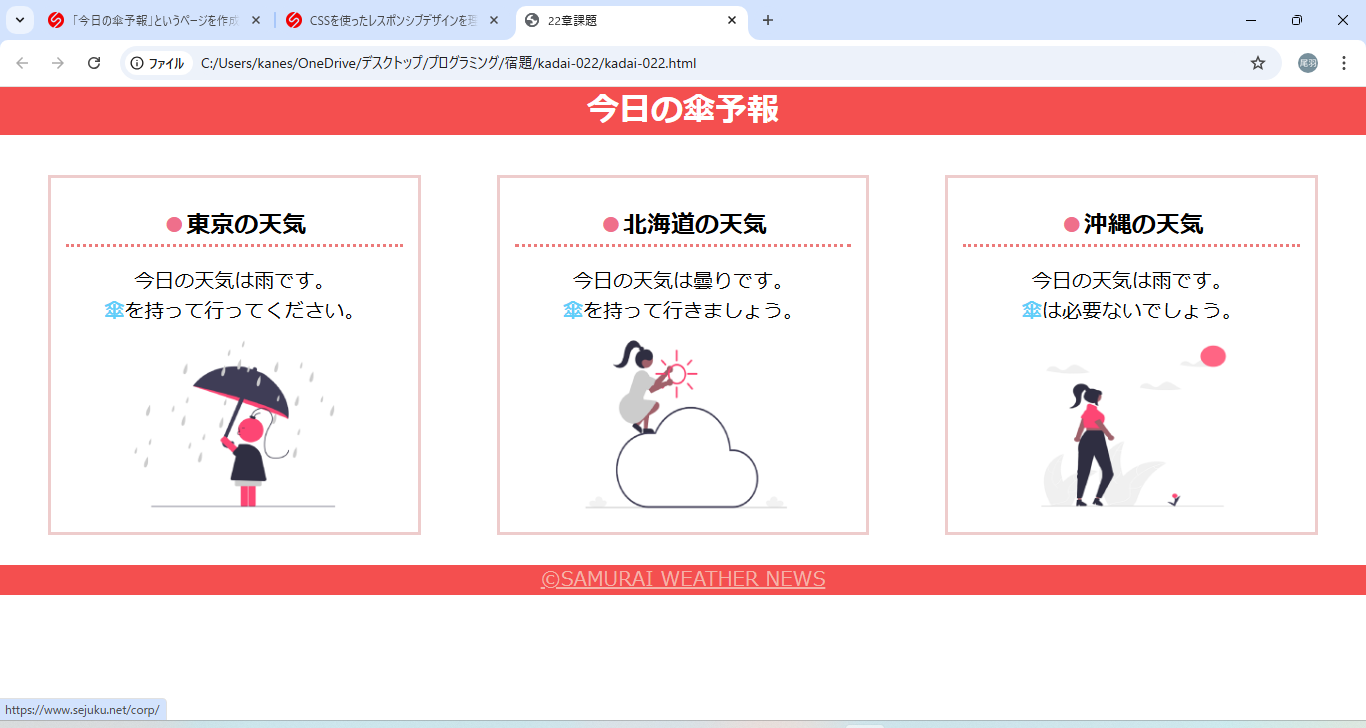 「今日の傘予報」というページを作成
CSSを使ったレスポンシブデザインを理
22章課題
ファイル
C:/Users/kanes/OneDrive/デスクトップ/プログラミング/宿題/kadai-022/kadai-022.html
尾羽
今日の傘予報
東京の天気
今日の天気は雨です。
傘を持って行ってください。
北海道の天気
今日の天気は曇りです。
傘を持って行きましょう。
沖縄の天気
今日の天気は雨です。
傘は必要ないでしょう。
©SAMURAI WEATHER NEWS
https://www.sejuku.net/corp/